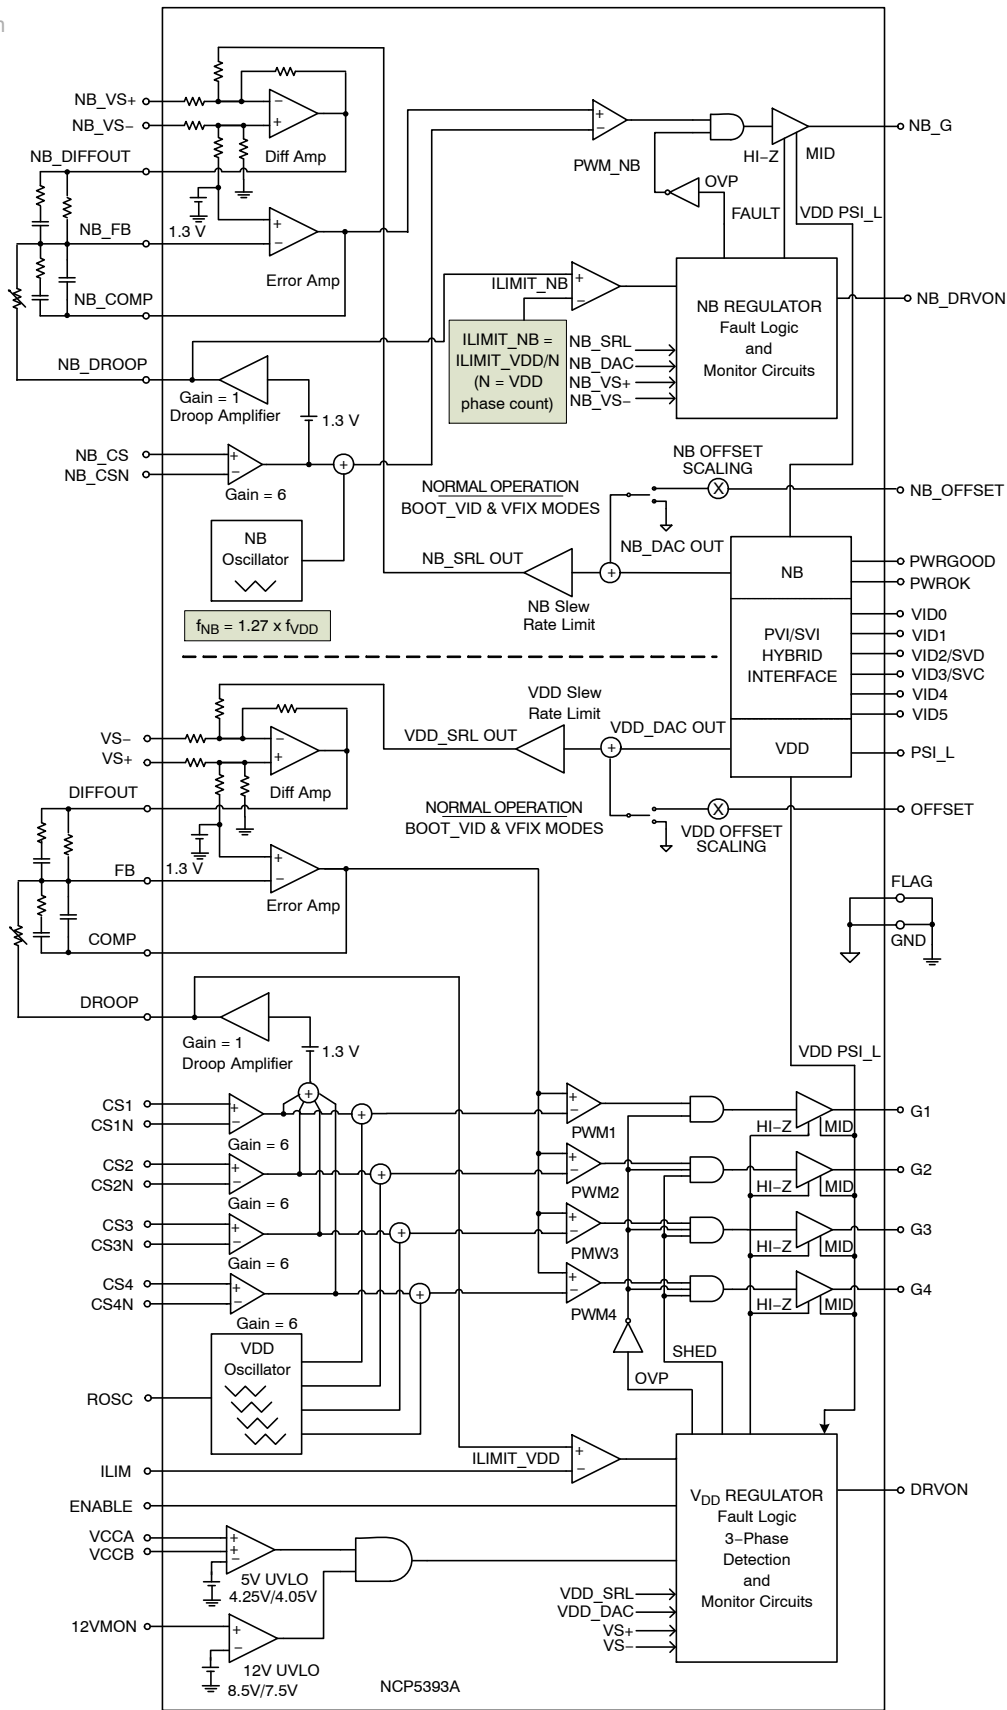 n
NB_VS+
NB_VS−
Diff Amp
NB_DIFFOUT
1.3 V
NB_FB
Error Amp
NB_COMP
NB_DROOP
Gain = 1
Droop Amplifier
1.3 V
NB_CS
NB_CSN
Gain = 6
NB
Oscillator
fNB = 1.27 x fVDD
PWM_NB
OVP
HI−Z
MID
NB_G
FAULT
VDD PSI_L
ILIMIT_NB
ILIMIT_NB =
ILIMIT_VDD/N
(N = VDD
phase count)
NB_SRL
NB_DAC
NB_VS+
NB_VS−
NB REGULATOR
Fault Logic
and
Monitor Circuits
NB_DRVON
NB OFFSET
SCALING
NORMAL OPERATION
BOOT_VID & VFIX MODES
NB_OFFSET
NB_SRL OUT
NB_DAC OUT
NB Slew
Rate Limit
NB
PWRGOOD
PWROK
PVI/SVI
HYBRID
INTERFACE
VID0
VID1
VID2/SVD
VID3/SVC
VID4
VID5
VDD
PSI_L
VDD Slew
Rate Limit
VDD_SRL OUT
VDD_DAC OUT
NORMAL OPERATION
BOOT_VID & VFIX MODES
VDD OFFSET
SCALING
OFFSET
VS−
VS+
Diff Amp
DIFFOUT
1.3 V
FB
Error Amp
COMP
FLAG
GND
DROOP
Gain = 1
Droop Amplifier
1.3 V
VDD PSI_L
CS1
CS1N
Gain = 6
PWM1
HI−Z
MID
G1
CS2
CS2N
Gain = 6
PWM2
HI−Z
MID
G2
CS3
CS3N
Gain = 6
PMW3
HI−Z
MID
G3
CS4
CS4N
Gain = 6
PWM4
HI−Z
MID
G4
VDD
Oscillator
ROSC
SHED
OVP
ILIM
ILIMIT_VDD
ENABLE
VDD REGULATOR
Fault Logic
3−Phase
Detection
and
Monitor Circuits
DRVON
VCCA
VCCB
5V UVLO
4.25V/4.05V
12VMON
12V UVLO
8.5V/7.5V
VDD_SRL
VDD_DAC
VS+
VS−
NCP5393A